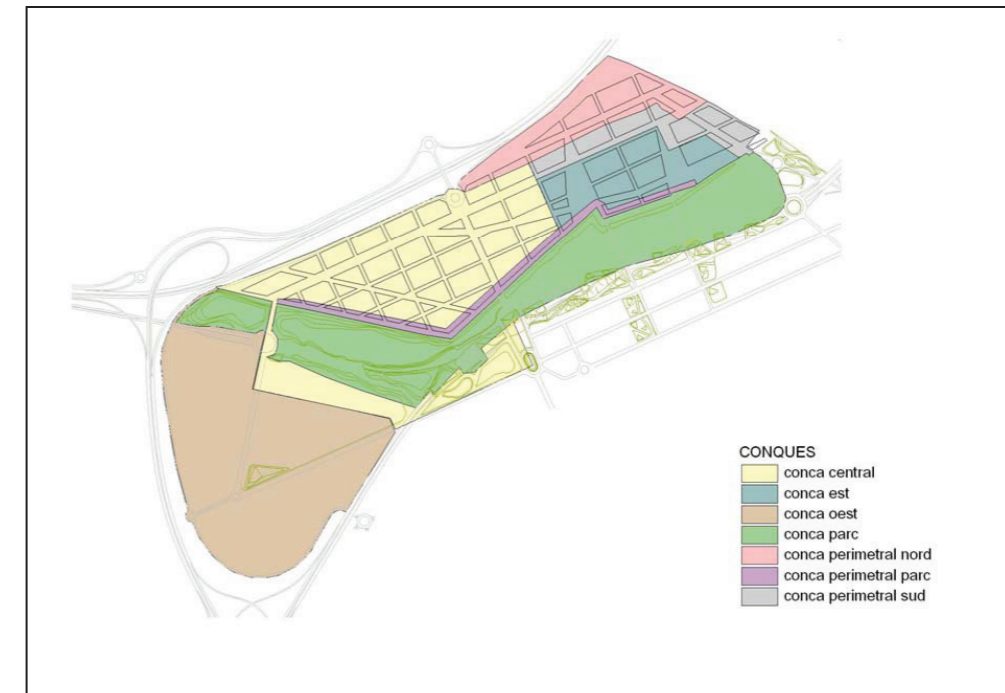 CONQUES
conca central
conca est
conca oest
conca parc
conca perimetral nord
conca perimetral parc
conca perimetral sud